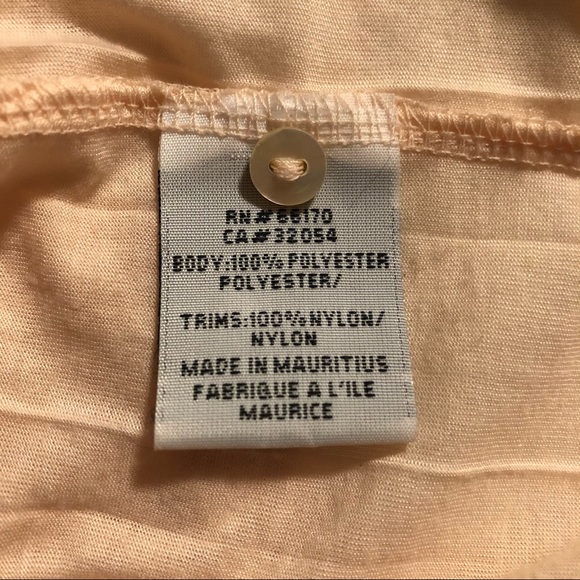 RN#66170
CA#32054
BODY:100% POLYESTER
POLYESTER/
TRIMS:100%NYLON/
NYLON
MADE IN MAURITIUS
FABRIQUE A L'ILE
MAURICE